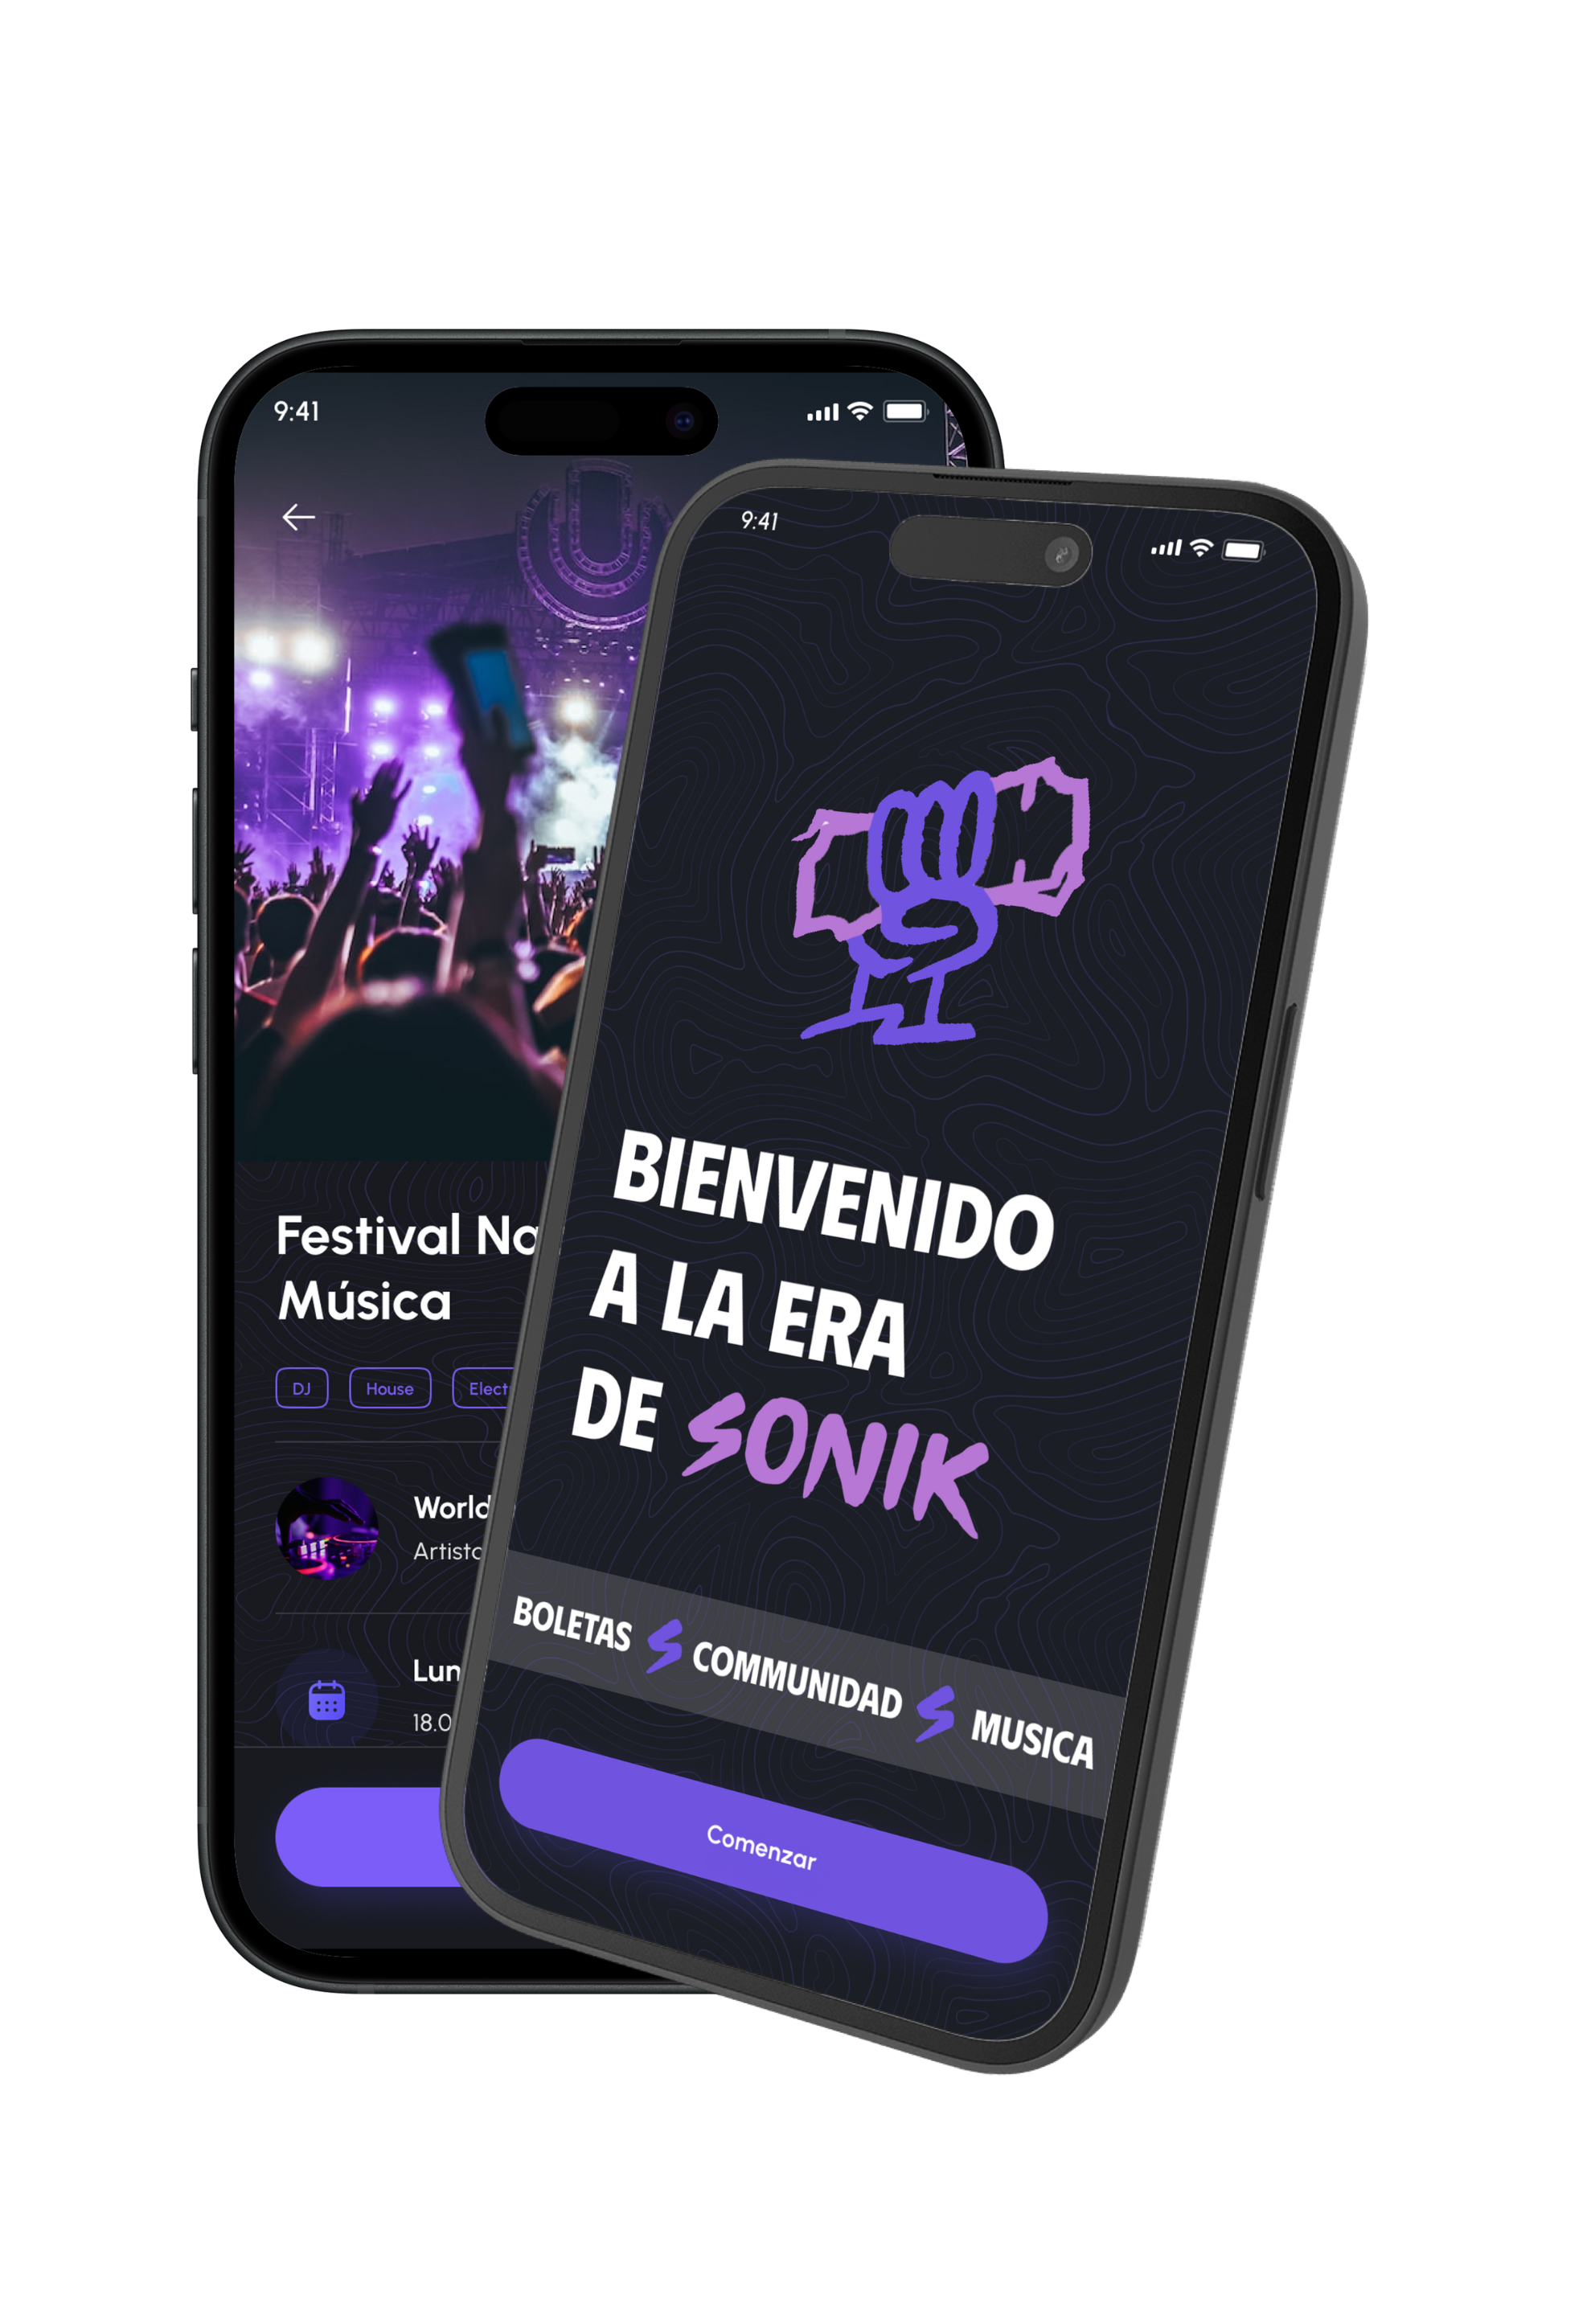 9:41
Festival Na
Música
DJ House Elect
World
Artista
Lun
18.0
9:41
BIENVENIDO
A LA ERA
DE SONIK
BOLETAS COMMUNIDAD MUSICA
Comenzar